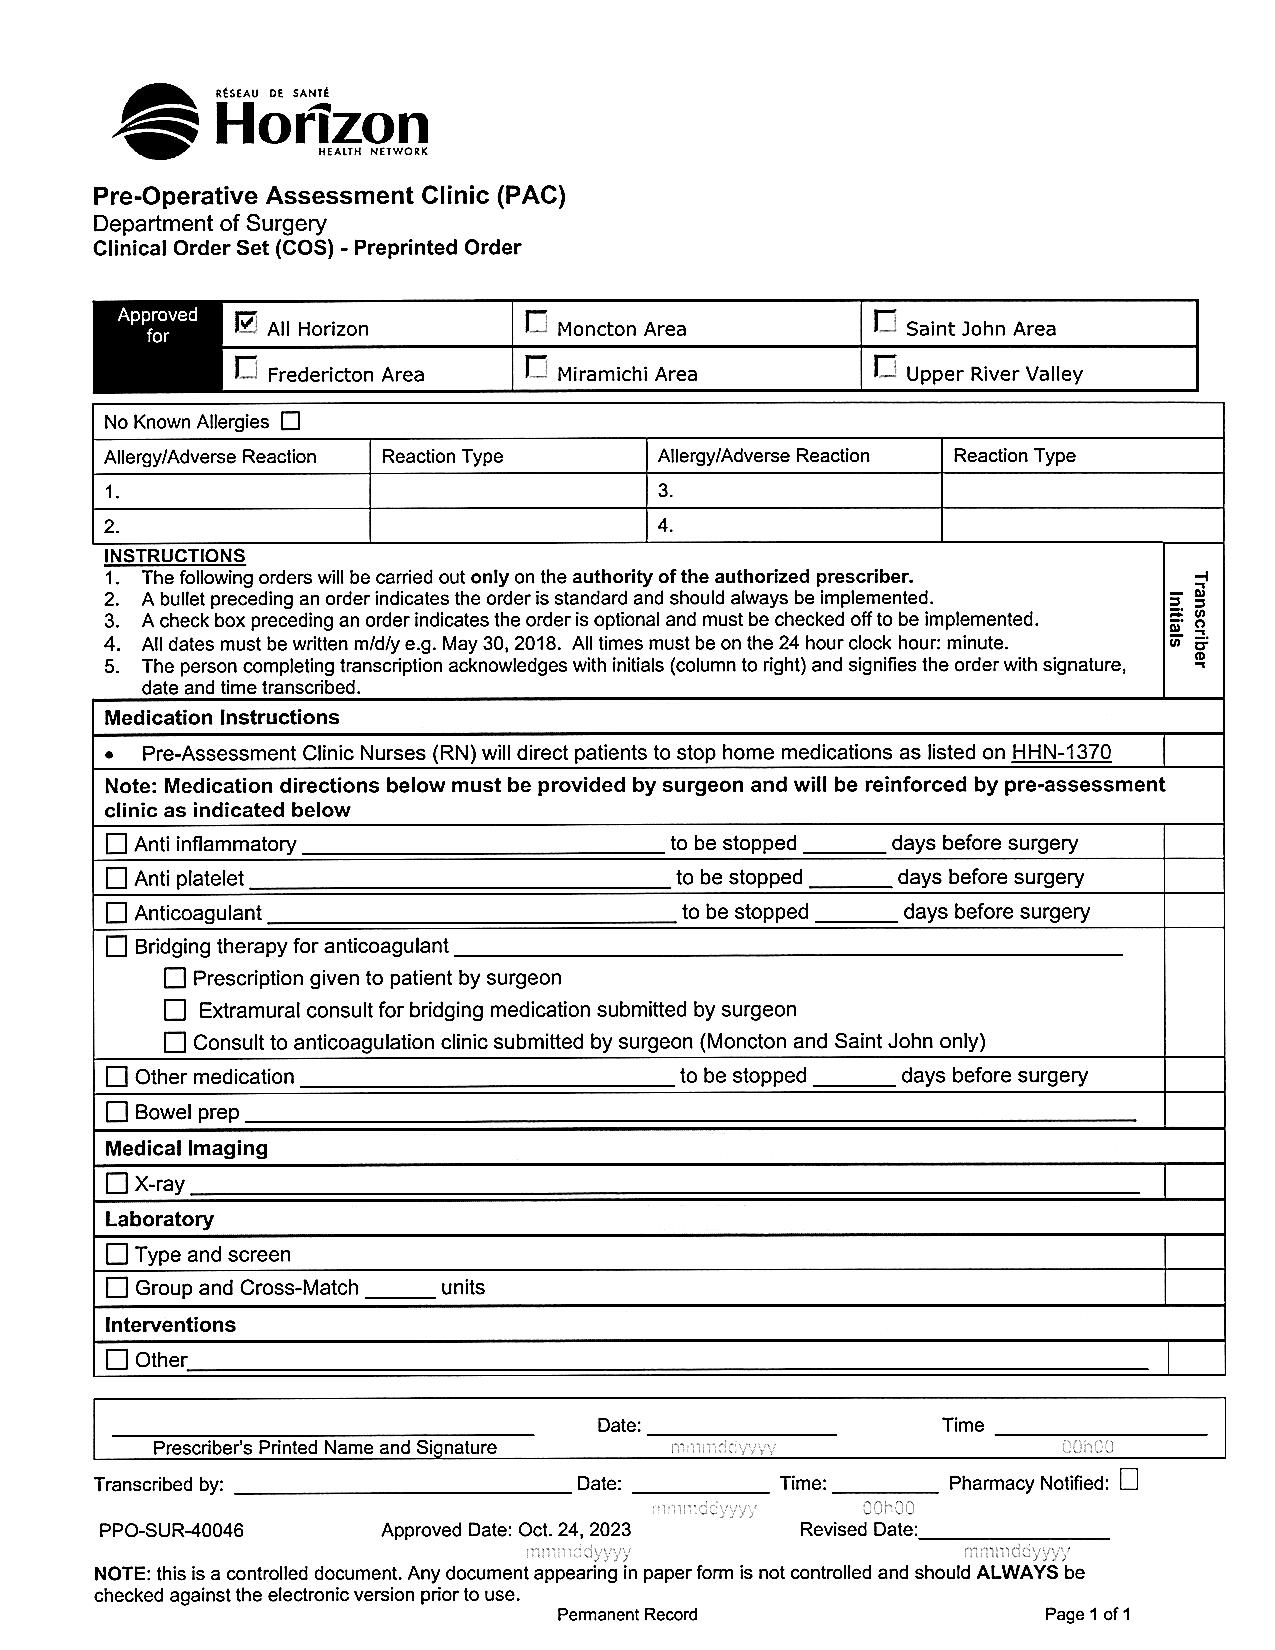 RÉSEAU DE SANTÉ
Horizon
HEALTH NETWORK
Pre-Operative Assessment Clinic (PAC)
Department of Surgery
Clinical Order Set (COS) - Preprinted Order
Approved for
All Horizon
Moncton Area
Saint John Area
Fredericton Area
Miramichi Area
Upper River Valley
No Known Allergies
Allergy/Adverse Reaction Reaction Type Allergy/Adverse Reaction Reaction Type
1. 3.
2. 4.
INSTRUCTIONS
1. The following orders will be carried out only on the authority of the authorized prescriber.
2. A bullet preceding an order indicates the order is standard and should always be implemented.
3. A check box preceding an order indicates the order is optional and must be checked off to be implemented.
4. All dates must be written m/d/y e.g. May 30, 2018. All times must be on the 24 hour clock hour: minute.
5. The person completing transcription acknowledges with initials (column to right) and signifies the order with signature,
date and time transcribed.
Transcriber
Initials
Medication Instructions
• Pre-Assessment Clinic Nurses (RN) will direct patients to stop home medications as listed on HHN-1370
Note: Medication directions below must be provided by surgeon and will be reinforced by pre-assessment
clinic as indicated below
Anti inflammatory ______ to be stopped ______ days before surgery
Anti platelet ______ to be stopped ______ days before surgery
Anticoagulant ______ to be stopped ______ days before surgery
Bridging therapy for anticoagulant ______
Prescription given to patient by surgeon
Extramural consult for bridging medication submitted by surgeon
Consult to anticoagulation clinic submitted by surgeon (Moncton and Saint John only)
Other medication ______ to be stopped ______ days before surgery
Bowel prep ______
Medical Imaging
X-ray ______
Laboratory
Type and screen
Group and Cross-Match ______ units
Interventions
Other______
Date: ______ Time ______
Prescriber's Printed Name and Signature mmmddyyyy 00h00
Transcribed by: ______ Date: ______ Time: ______ Pharmacy Notified:
mmmddyyyy 00h00
PPO-SUR-40046 Approved Date: Oct. 24, 2023 Revised Date:______
mmmddyyyy mmmddyyyy
NOTE: this is a controlled document. Any document appearing in paper form is not controlled and should ALWAYS be
checked against the electronic version prior to use.
Permanent Record Page 1 of 1